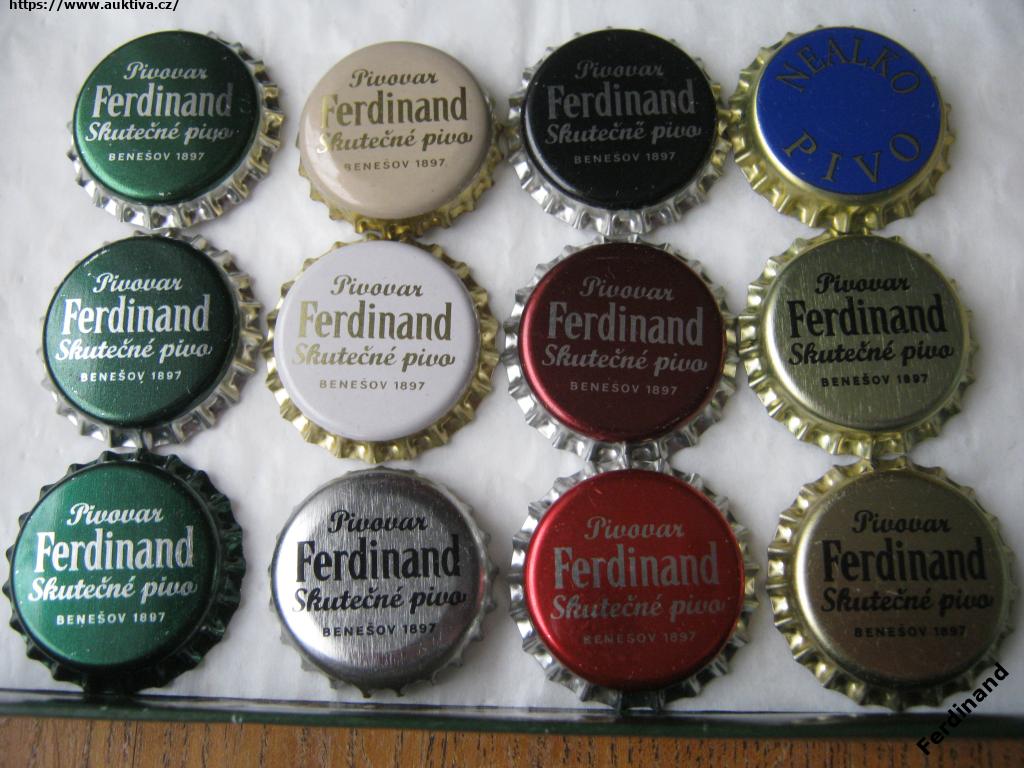 https://www.auktiva.cz/
Pivovar
Ferdinand
Skutečné pivo
BENEŠOV 1897
Pivovar
Ferdinand
Skutečné pivo
BENEŠOV 1897
Pivovar
Ferdinand
Skutečné pivo
BENEŠOV 1897
NEALKO
PIVO
Pivovar
Ferdinand
Skutečné pivo
BENEŠOV 1897
Pivovar
Ferdinand
Skutečné pivo
BENEŠOV 1897
Pivovar
Ferdinand
Skutečné pivo
BENEŠOV 1897
Pivovar
Ferdinand
Skutečné pivo
BENEŠOV 1897
Pivovar
Ferdinand
Skutečné pivo
BENEŠOV 1897
Pivovar
Ferdinand
Skutečné pivo
BENEŠOV 1897
Pivovar
Ferdinand
Skutečné pivo
BENEŠOV 1897
Pivovar
Ferdinand
Skutečné pivo
BENEŠOV 1897
Ferdinand